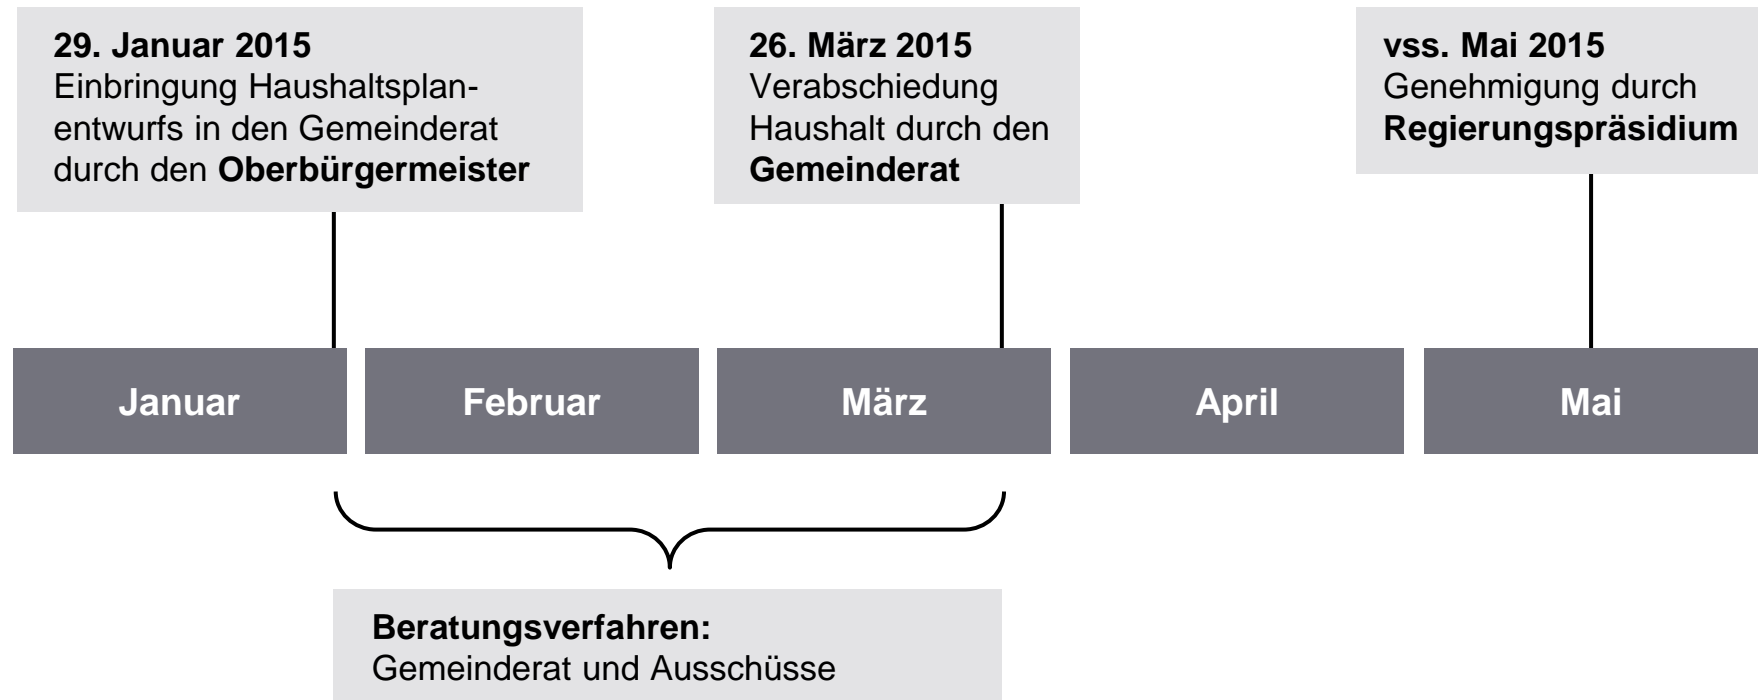 29. Januar 2015
Einbringung Haushaltsplan-
entwurfs in den Gemeinderat
durch den Oberbürgermeister
26. März 2015
Verabschiedung
Haushalt durch den
Gemeinderat
vss. Mai 2015
Genehmigung durch
Regierungspräsidium
Januar
Februar
März
April
Mai
Beratungsverfahren:
Gemeinderat und Ausschüsse